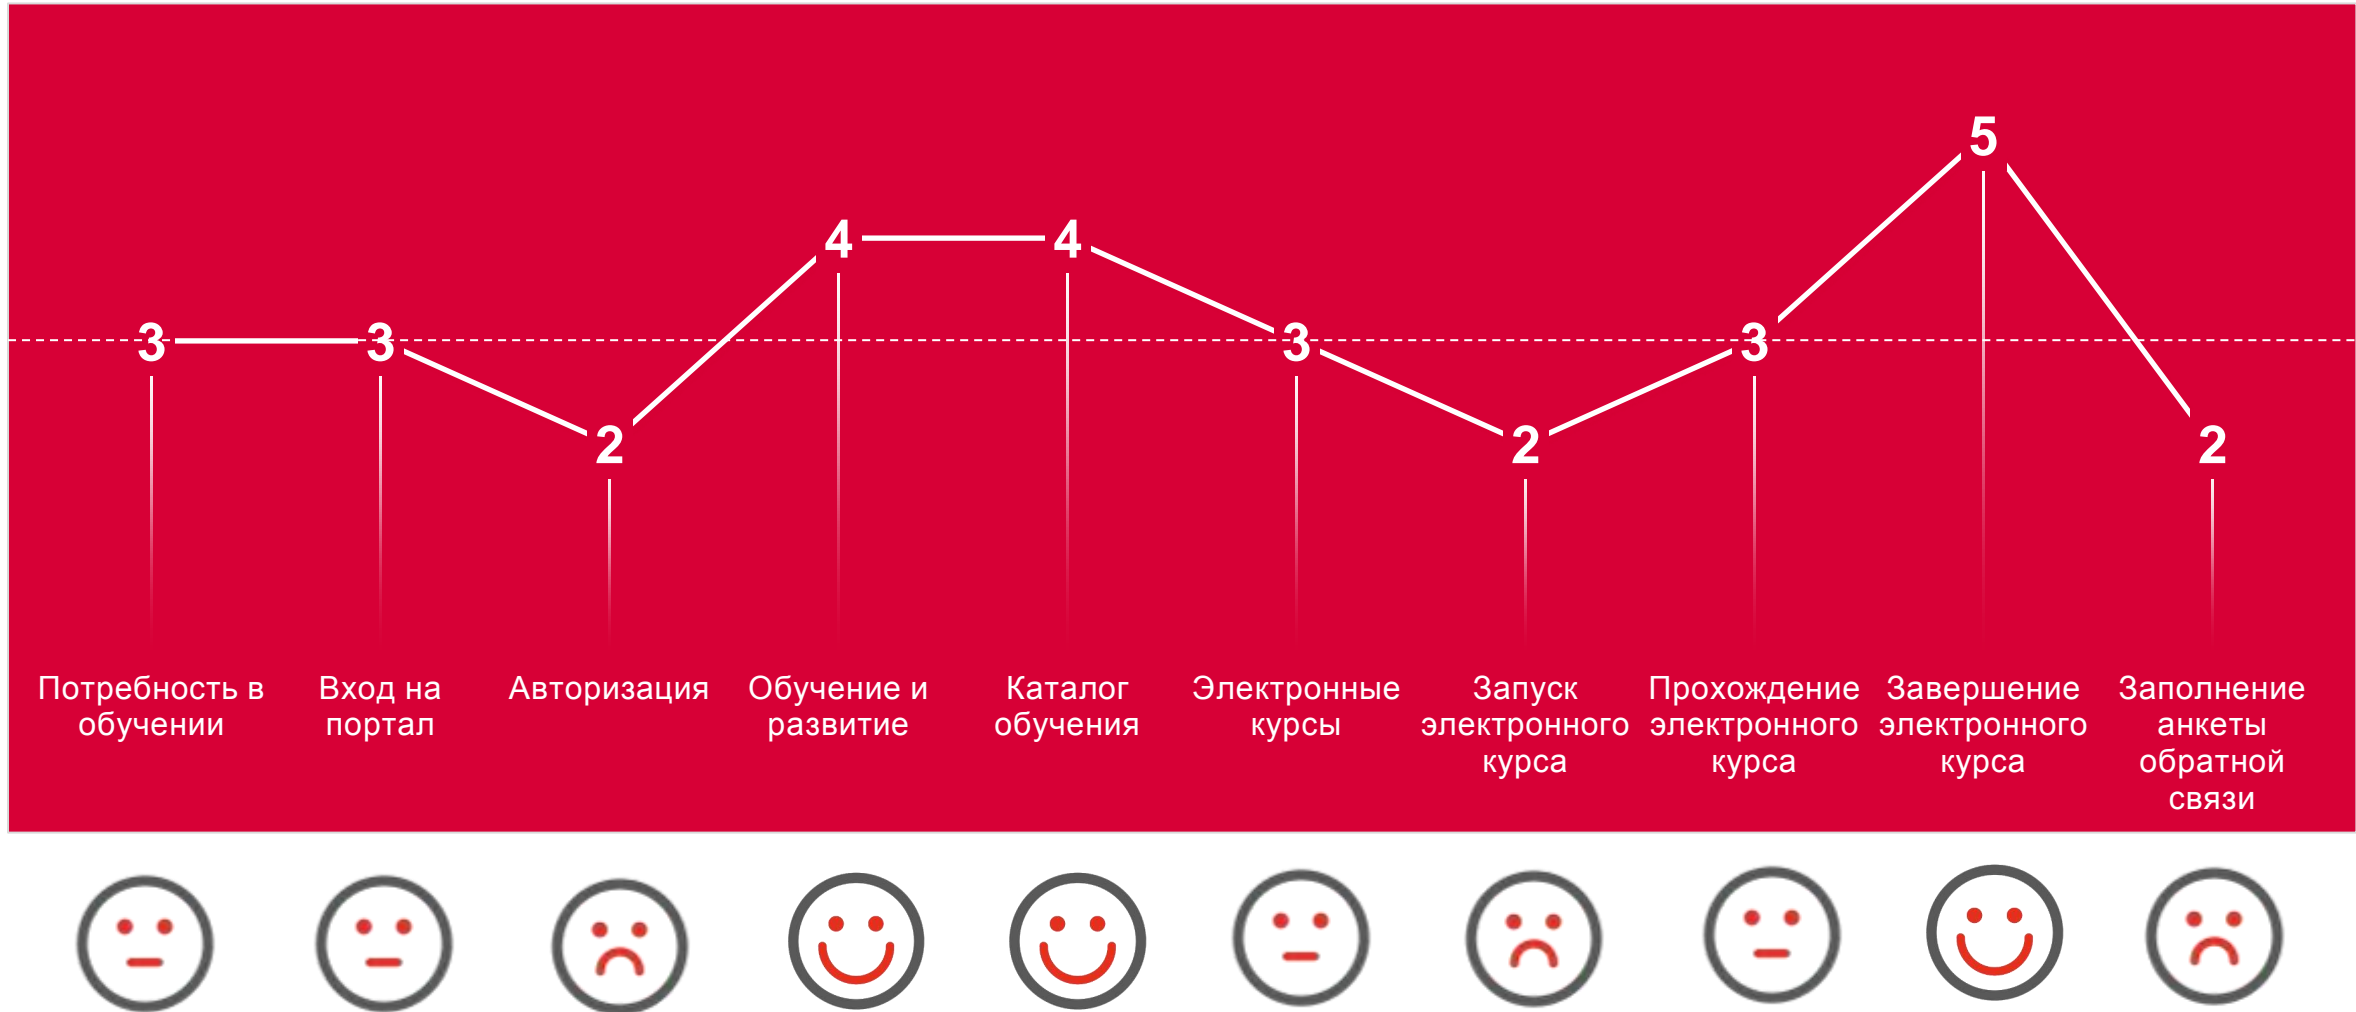 5
4
4
3
3
3
3
2
2
2
Потребность в
обучении
Вход на
портал
Авторизация
Обучение и
развитие
Каталог
обучения
Электронные
курсы
Запуск
электронного
курса
Прохождение
электронного
курса
Завершение
электронного
курса
Заполнение
анкеты
обратной
связи